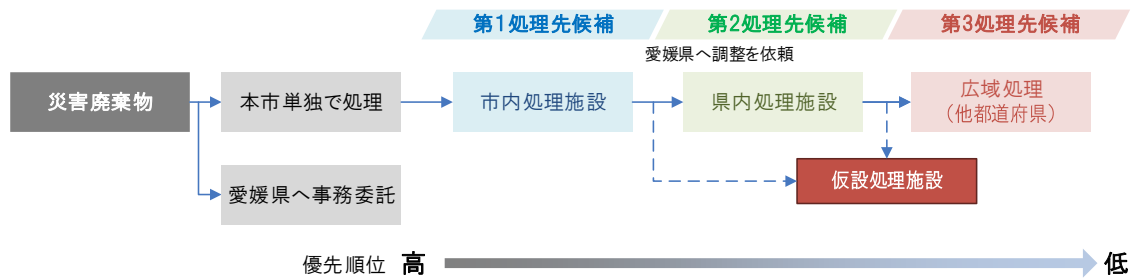 第1処理先候補
第2処理先候補
第3処理先候補
愛媛県へ調整を依頼
災害廃棄物
本市単独で処理
市内処理施設
県内処理施設
広域処理
（他都道府県）
愛媛県へ事務委託
仮設処理施設
優先順位 高
低